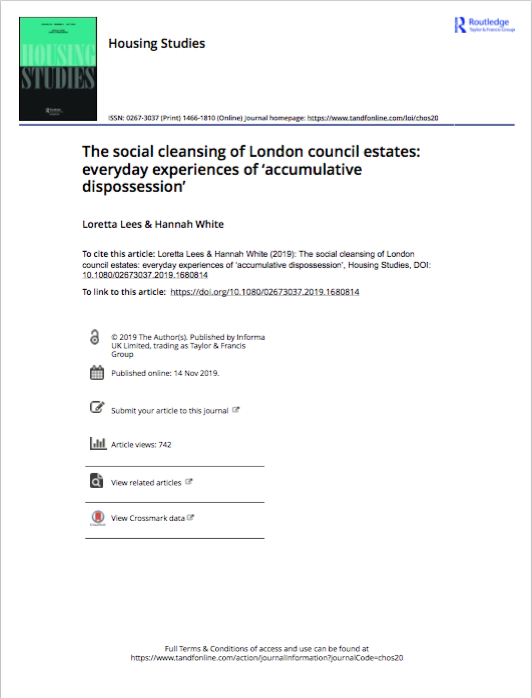 HOUSING
STUDIES
Housing Studies
Routledge
Taylor & Francis Group
ISSN: 0267-3037 (Print) 1466-1810 (Online) Journal homepage: https://www.tandfonline.com/loi/chos20
The social cleansing of London council estates:
everyday experiences of ‘accumulative
dispossession’
Loretta Lees & Hannah White
To cite this article: Loretta Lees & Hannah White (2019): The social cleansing of London
council estates: everyday experiences of ‘accumulative dispossession’, Housing Studies, DOI:
10.1080/02673037.2019.1680814
To link to this article: https://doi.org/10.1080/02673037.2019.1680814
© 2019 The Author(s). Published by Informa
UK Limited, trading as Taylor & Francis
Group
Published online: 14 Nov 2019.
Submit your article to this journal
Article views: 742
View related articles
View Crossmark data
Full Terms & Conditions of access and use can be found at
https://www.tandfonline.com/action/journalInformation?journalCode=chos20